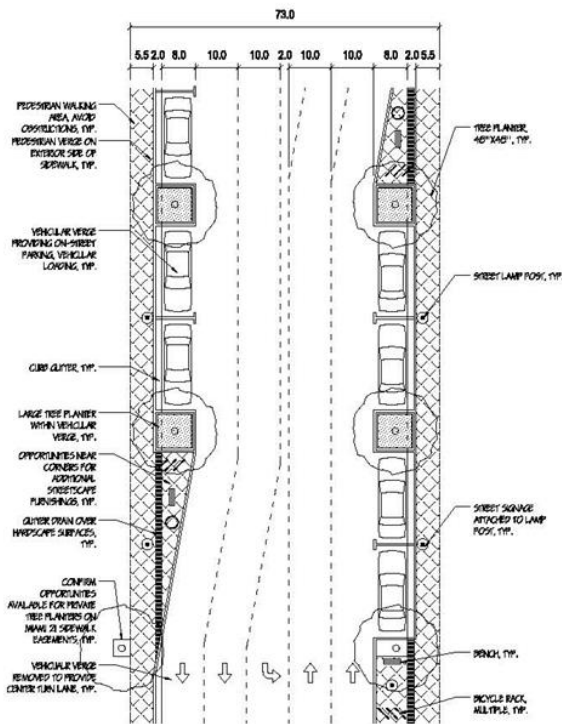 73.0
5.5 2.0 8.0 10.0 10.0 2.0 10.0 10.0 8.0 2.0 5.5
PEDESTRIAN WALKING
AREA, AVOID
OBSTRUCTIONS, TYP.
PEDESTRIAN VERGE ON
EXTERIOR SIDE OF
SIDEWALK, TYP.
VEHICULAR VERGE
PROVIDING ON-STREET
PARKING, VEHICULAR
LOADING, TYP.
CURB GUTTER, TYP.
LARGE TREE PLANTER
WITHIN VEHICULAR
VERGE, TYP.
OPPORTUNITIES NEAR
CORNERS FOR
ADDITIONAL
STREETSCAPE
FURNISHINGS, TYP.
GUTTER DRAIN OVER
HARDSCAPE SURFACES,
TYP.
CONFIRM
OPPORTUNITIES
AVAILABLE FOR PRIVATE
TREE PLANTERS ON
MIAMI 21 SIDEWALK
EASEMENTS, TYP.
VEHICUALR VERGE
REMOVED TO PROVIDE
CENTER TURN LANE, TYP.
TREE PLANTER,
TYP.
STREET LAMP POST, TYP.
STREET SIGNAGE
ATTACHED TO LAMP
POST, TYP.
BENCH, TYP.
BICYCLE RACK,
MULTIPLE, TYP.